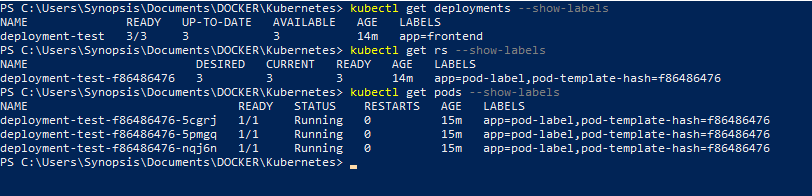 PS C:\Users\Synopsis\Documents\DOCKER\Kubernetes> kubectl get deployments --show-labels
NAME READY UP-TO-DATE AVAILABLE AGE LABELS
deployment-test 3/3 3 3 14m app=frontend
PS C:\Users\Synopsis\Documents\DOCKER\Kubernetes> kubectl get rs --show-labels
NAME DESIRED CURRENT READY AGE LABELS
deployment-test-f86486476 3 3 3 14m app=pod-label,pod-template-hash=f86486476
PS C:\Users\Synopsis\Documents\DOCKER\Kubernetes> kubectl get pods --show-labels
NAME READY STATUS RESTARTS AGE LABELS
deployment-test-f86486476-5cgrj 1/1 Running 0 15m app=pod-label,pod-template-hash=f86486476
deployment-test-f86486476-5pmgq 1/1 Running 0 15m app=pod-label,pod-template-hash=f86486476
deployment-test-f86486476-nqj6n 1/1 Running 0 15m app=pod-label,pod-template-hash=f86486476
PS C:\Users\Synopsis\Documents\DOCKER\Kubernetes>